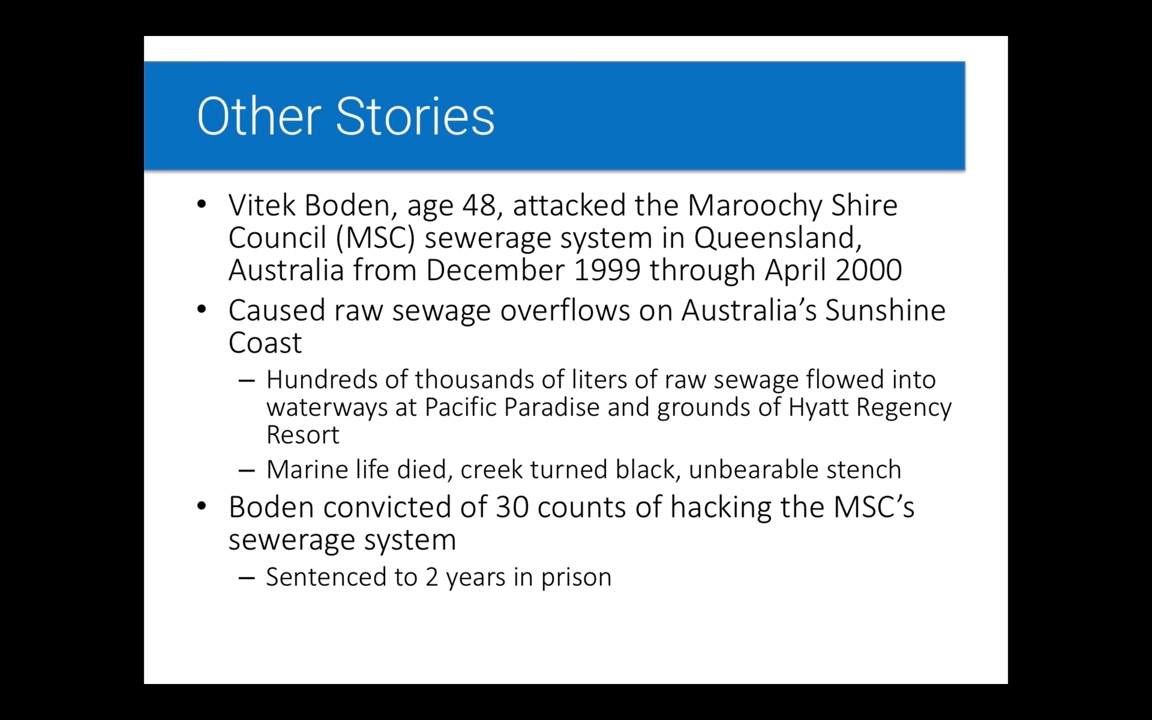 Other Stories
• Vitek Boden, age 48, attacked the Maroochy Shire
Council (MSC) sewerage system in Queensland,
Australia from December 1999 through April 2000
• Caused raw sewage overflows on Australia’s Sunshine
Coast
– Hundreds of thousands of liters of raw sewage flowed into
waterways at Pacific Paradise and grounds of Hyatt Regency
Resort
– Marine life died, creek turned black, unbearable stench
• Boden convicted of 30 counts of hacking the MSC’s
sewerage system
– Sentenced to 2 years in prison